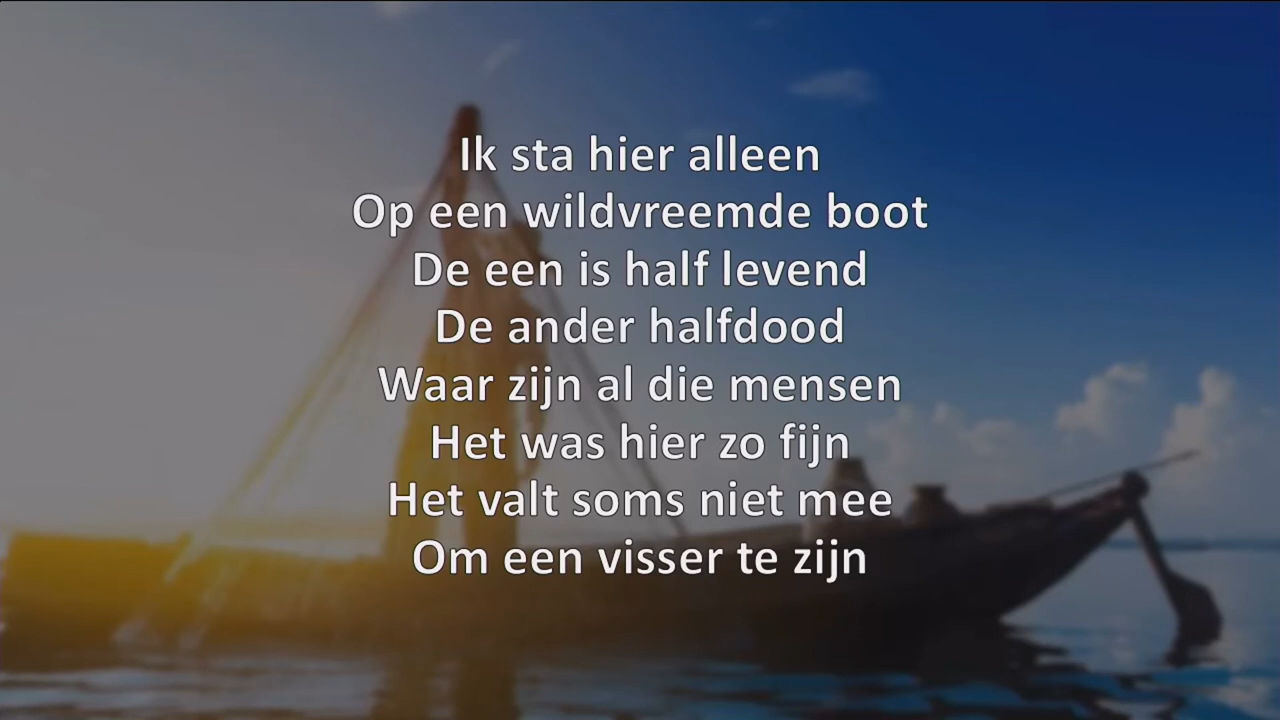 Ik sta hier alleen
Op een wildvreemde boot
De een is half levend
De ander halfdood
Waar zijn al die mensen
Het was hier zo fijn
Het valt soms niet mee
Om een visser te zijn